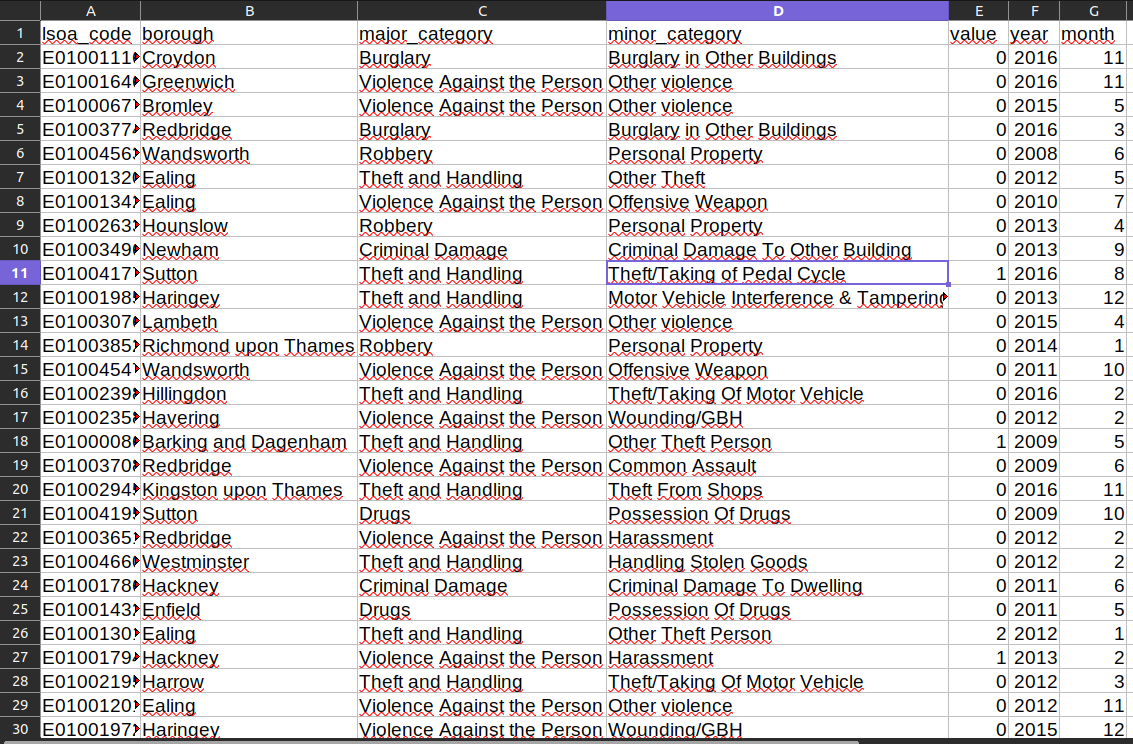 A B C D E F G
1 lsoa_code borough major_category minor_category value year month
2 E0100111 Croydon Burglary Burglary in Other Buildings 0 2016 11
3 E0100164 Greenwich Violence Against the Person Other violence 0 2016 11
4 E0100067 Bromley Violence Against the Person Other violence 0 2015 5
5 E0100377 Redbridge Burglary Burglary in Other Buildings 0 2016 3
6 E0100456 Wandsworth Robbery Personal Property 0 2008 6
7 E0100132 Ealing Theft and Handling Other Theft 0 2012 5
8 E0100134 Ealing Violence Against the Person Offensive Weapon 0 2010 7
9 E0100263 Hounslow Robbery Personal Property 0 2013 4
10 E0100349 Newham Criminal Damage Criminal Damage To Other Building 0 2013 9
11 E0100417 Sutton Theft and Handling Theft/Taking of Pedal Cycle 1 2016 8
12 E0100198 Haringey Theft and Handling Motor Vehicle Interference & Tampering 0 2013 12
13 E0100307 Lambeth Violence Against the Person Other violence 0 2015 4
14 E0100385 Richmond upon Thames Robbery Personal Property 0 2014 1
15 E0100454 Wandsworth Violence Against the Person Offensive Weapon 0 2011 10
16 E0100239 Hillingdon Theft and Handling Theft/Taking Of Motor Vehicle 0 2016 2
17 E0100235 Havering Violence Against the Person Wounding/GBH 0 2012 2
18 E0100008 Barking and Dagenham Theft and Handling Other Theft Person 1 2009 5
19 E0100370 Redbridge Violence Against the Person Common Assault 0 2009 6
20 E0100294 Kingston upon Thames Theft and Handling Theft From Shops 0 2016 11
21 E0100419 Sutton Drugs Possession Of Drugs 0 2009 10
22 E0100365 Redbridge Violence Against the Person Harassment 0 2012 2
23 E0100466 Westminster Theft and Handling Handling Stolen Goods 0 2012 2
24 E0100178 Hackney Criminal Damage Criminal Damage To Dwelling 0 2011 6
25 E0100143 Enfield Drugs Possession Of Drugs 0 2011 5
26 E0100130 Ealing Theft and Handling Other Theft Person 2 2012 1
27 E0100179 Hackney Violence Against the Person Harassment 1 2013 2
28 E0100219 Harrow Theft and Handling Theft/Taking Of Motor Vehicle 0 2012 3
29 E0100120 Ealing Violence Against the Person Other violence 0 2012 11
30 E0100197 Haringey Violence Against the Person Wounding/GBH 0 2015 12